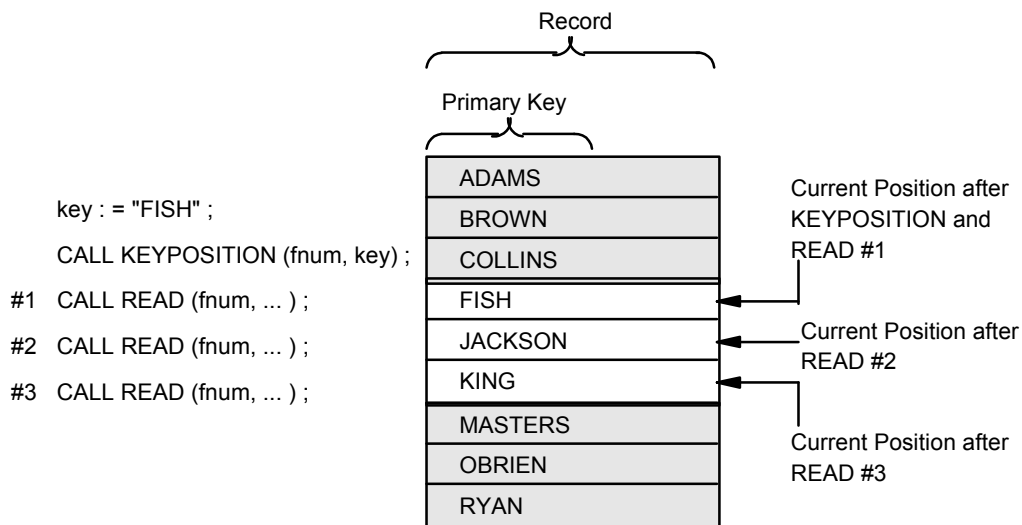 Record
Primary Key
key : = "FISH" ;
CALL KEYPOSITION (fnum, key) ;
#1 CALL READ (fnum, ... ) ;
#2 CALL READ (fnum, ... ) ;
#3 CALL READ (fnum, ... ) ;
ADAMS
BROWN
COLLINS
FISH
JACKSON
KING
MASTERS
OBRIEN
RYAN
Current Position after
KEYPOSITION and
READ #1
Current Position after
READ #2
Current Position after
READ #3